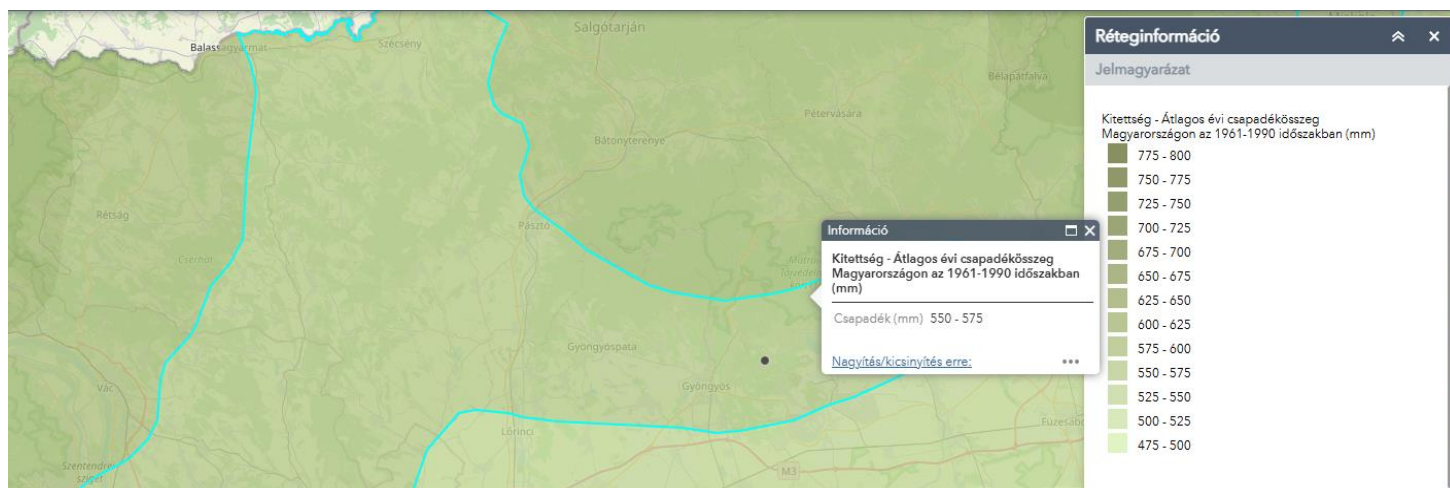 Salgótarján
Balassagyarmat
Szécsény
Bélapátfalva
Pétervására
Bátonyterenye
Rétság
Pásztó
Cserhát
Gyöngyöspata
Vác
Gyöngyös
Lőrinci
Szentendrei
sziget
M3
Információ
Kitettség - Átlagos évi csapadékösszeg
Magyarországon az 1961-1990 időszakban
(mm)
Csapadék (mm) 550 - 575
Nagyítás/kicsinyítés erre:
Réteginformáció
Jelmagyarázat
Kitettség - Átlagos évi csapadékösszeg
Magyarországon az 1961-1990 időszakban (mm)
775 - 800
750 - 775
725 - 750
700 - 725
675 - 700
650 - 675
625 - 650
600 - 625
575 - 600
550 - 575
525 - 550
500 - 525
475 - 500